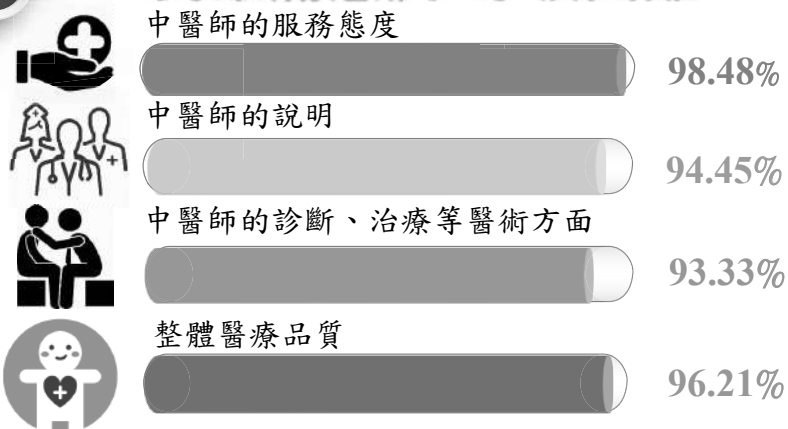 中醫師的服務態度
98.48%
中醫師的說明
94.45%
中醫師的診斷、治療等醫術方面
93.33%
整體醫療品質
96.21%